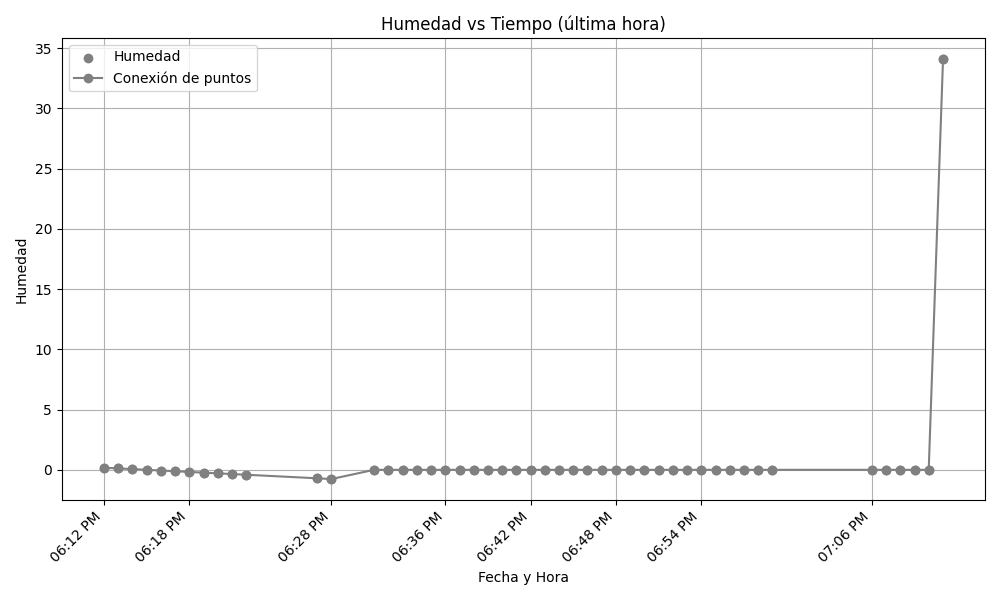 Humedad vs Tiempo (última hora)
Humedad
Conexión de puntos
35
30
25
20
15
10
5
0
Humedad
06:12 PM
06:18 PM
06:28 PM
06:36 PM
06:42 PM
06:48 PM
06:54 PM
07:06 PM
Fecha y Hora